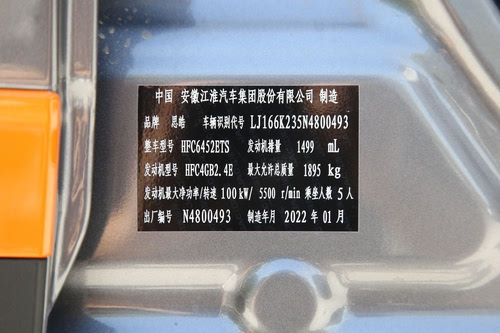 中国 安徽江淮汽车集团股份有限公司 制造
品牌 思皓 车辆识别代号 LJ166K235N4800493
整车型号 HFC6452ETS 发动机排量 1499 mL
发动机型号 HFC4GB2.4E 最大允许总质量 1895 kg
发动机最大净功率/转速 100 kW/ 5500 r/min 乘坐人数 5 人
出厂编号 N4800493 制造年月 2022 年 01 月